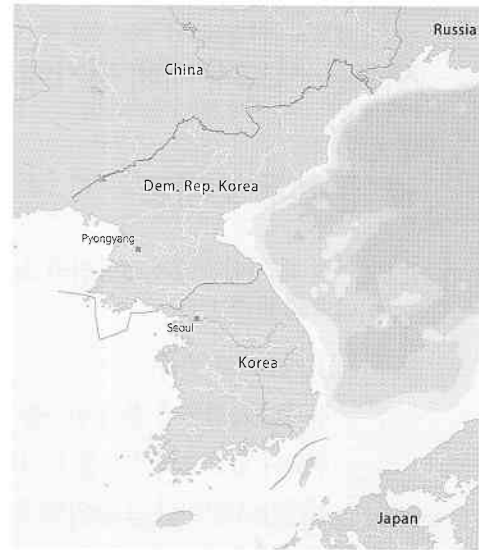 Russia
China
Dem. Rep. Korea
Pyongyang
Seoul
Korea
Japan